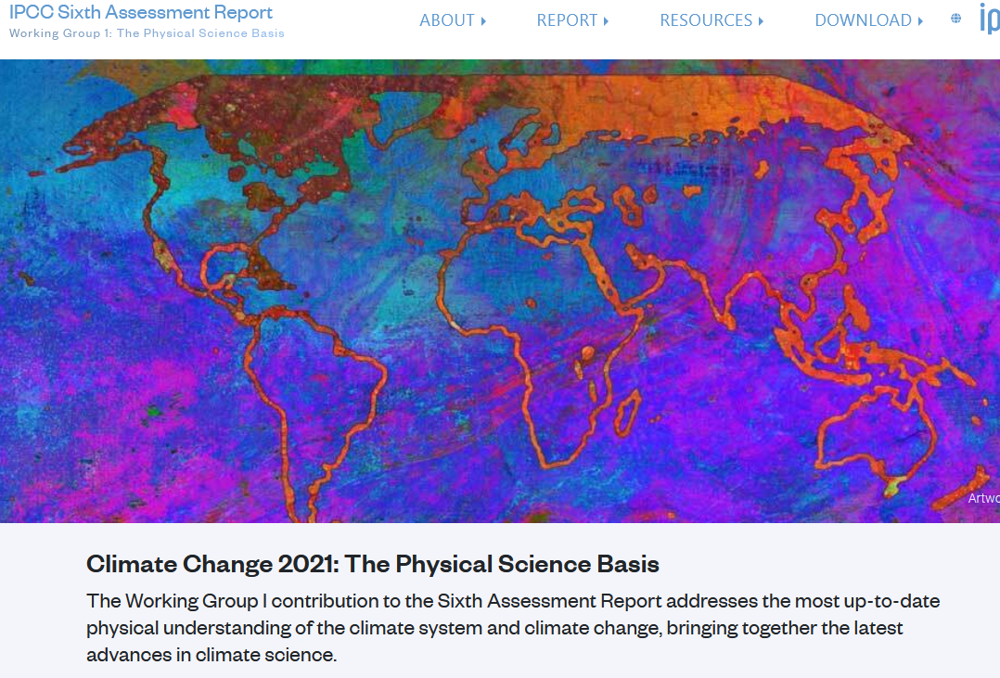 IPCC Sixth Assessment Report
Working Group 1: The Physical Science Basis
ABOUT REPORT RESOURCES DOWNLOAD
Climate Change 2021: The Physical Science Basis
The Working Group I contribution to the Sixth Assessment Report addresses the most up-to-date
physical understanding of the climate system and climate change, bringing together the latest
advances in climate science.